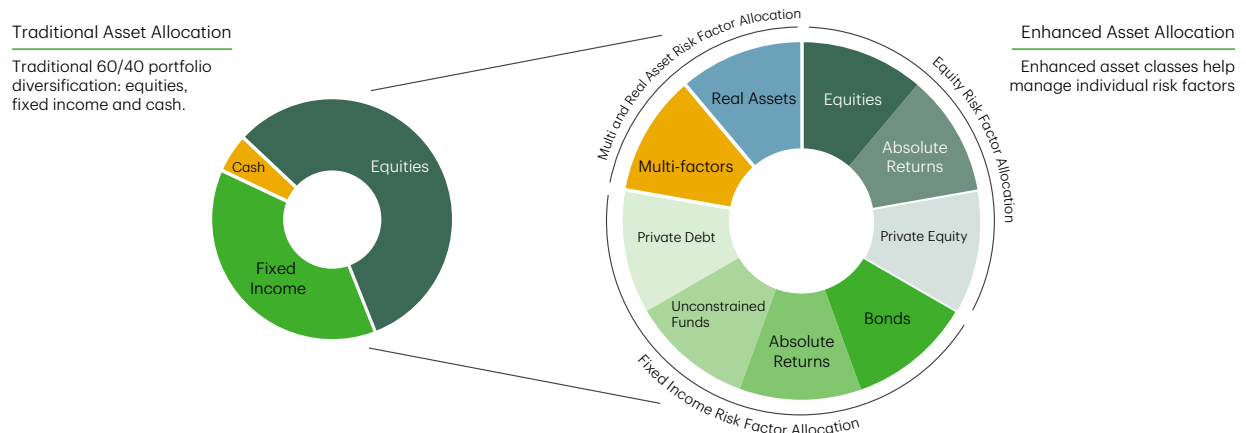 Traditional Asset Allocation
Traditional 60/40 portfolio
diversification: equities,
fixed income and cash.
Equities
Cash
Fixed
Income
Enhanced Asset Allocation
Enhanced asset classes help
manage individual risk factors
Multi and Real Asset Risk Factor Allocation
Equity Risk Factor Allocation
Fixed Income Risk Factor Allocation
Real Assets
Equities
Absolute
Returns
Multi-factors
Private Debt
Private Equity
Unconstrained
Funds
Absolute
Returns
Bonds